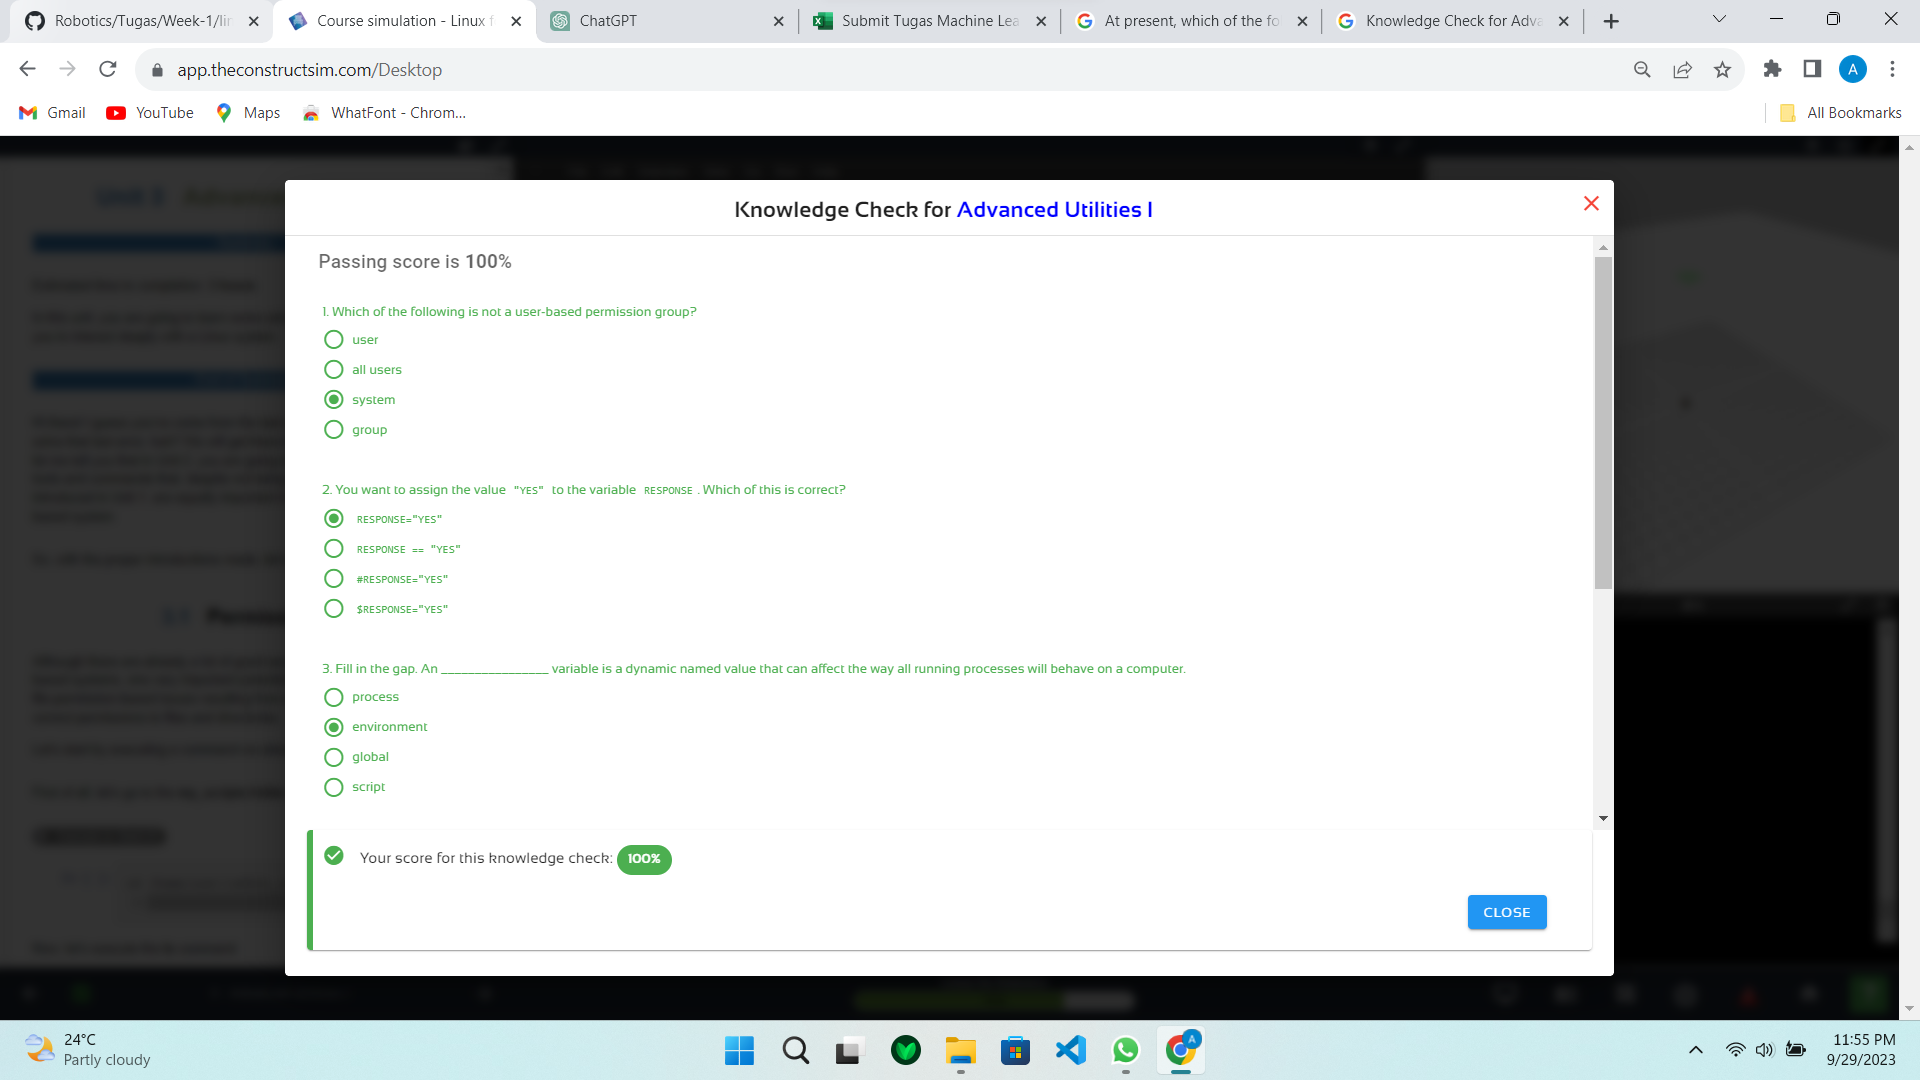 Robotics/Tugas/Week-1/lin
Course simulation - Linux f
ChatGPT
Submit Tugas Machine Lea
At present, which of the fo
Knowledge Check for Adva
app.theconstructsim.com/Desktop
A
Gmail
YouTube
Maps
WhatFont - Chrom...
All Bookmarks
Knowledge Check for Advanced Utilities I
Passing score is 100%
1. Which of the following is not a user-based permission group?
user
all users
system
group
2. You want to assign the value "YES" to the variable RESPONSE . Which of this is correct?
RESPONSE="YES"
RESPONSE == "YES"
#RESPONSE="YES"
$RESPONSE="YES"
3. Fill in the gap. An ________________ variable is a dynamic named value that can affect the way all running processes will behave on a computer.
process
environment
global
script
Your score for this knowledge check: 100%
CLOSE
24°C
Partly cloudy
A
11:55 PM
9/29/2023